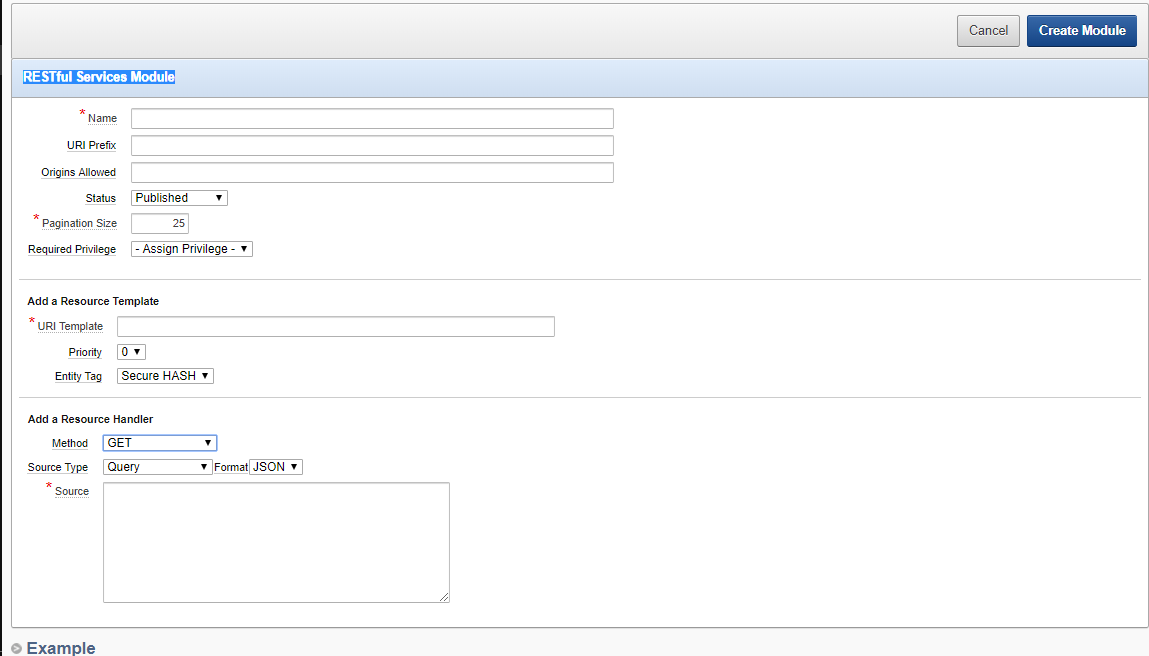 Cancel Create Module
RESTful Services Module
* Name
URI Prefix
Origins Allowed
Status Published
* Pagination Size 25
Required Privilege - Assign Privilege -
Add a Resource Template
* URI Template
Priority 0
Entity Tag Secure HASH
Add a Resource Handler
Method GET
Source Type Query Format JSON
* Source
Example